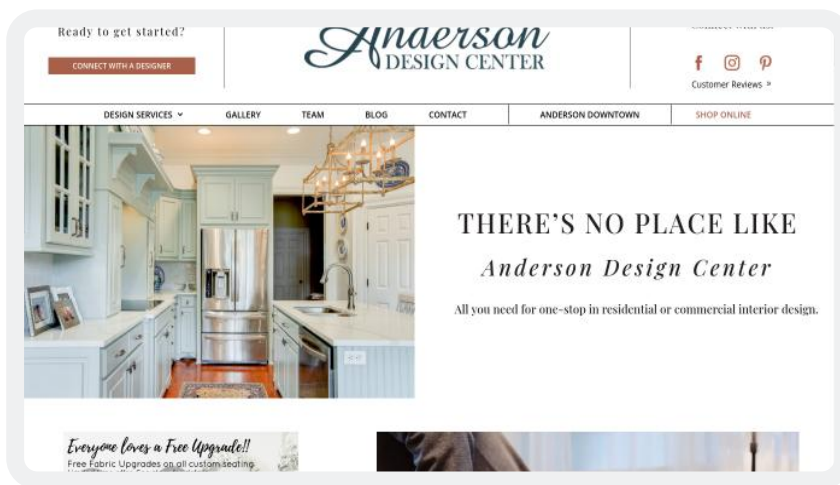 Ready to get started?
CONNECT WITH A DESIGNER
Anderson
DESIGN CENTER
Customer Reviews »
DESIGN SERVICES
GALLERY
TEAM
BLOG
CONTACT
ANDERSON DOWNTOWN
SHOP ONLINE
THERE'S NO PLACE LIKE
Anderson Design Center
All you need for one-stop in residential or commercial interior design.
Everyone loves a Free Upgrade!!
Free Fabric Upgrades on all custom seating